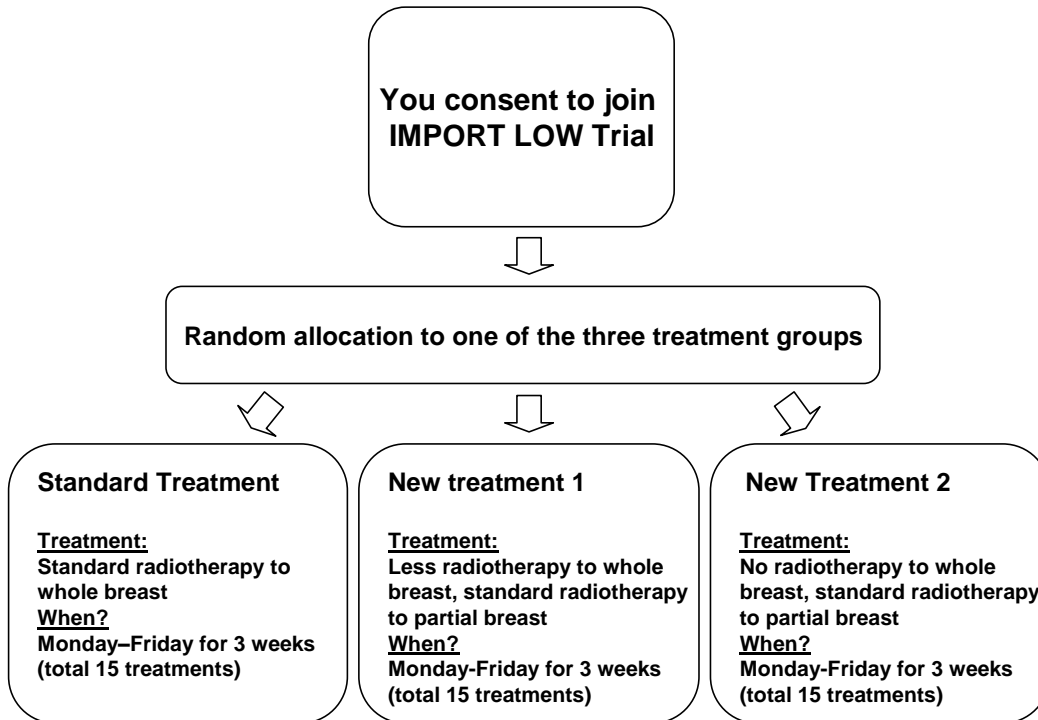 You consent to join
IMPORT LOW Trial
Random allocation to one of the three treatment groups
Standard Treatment
Treatment:
Standard radiotherapy to
whole breast
When?
Monday–Friday for 3 weeks
(total 15 treatments)
New treatment 1
Treatment:
Less radiotherapy to whole
breast, standard radiotherapy
to partial breast
When?
Monday-Friday for 3 weeks
(total 15 treatments)
New Treatment 2
Treatment:
No radiotherapy to whole
breast, standard radiotherapy
to partial breast
When?
Monday-Friday for 3 weeks
(total 15 treatments)